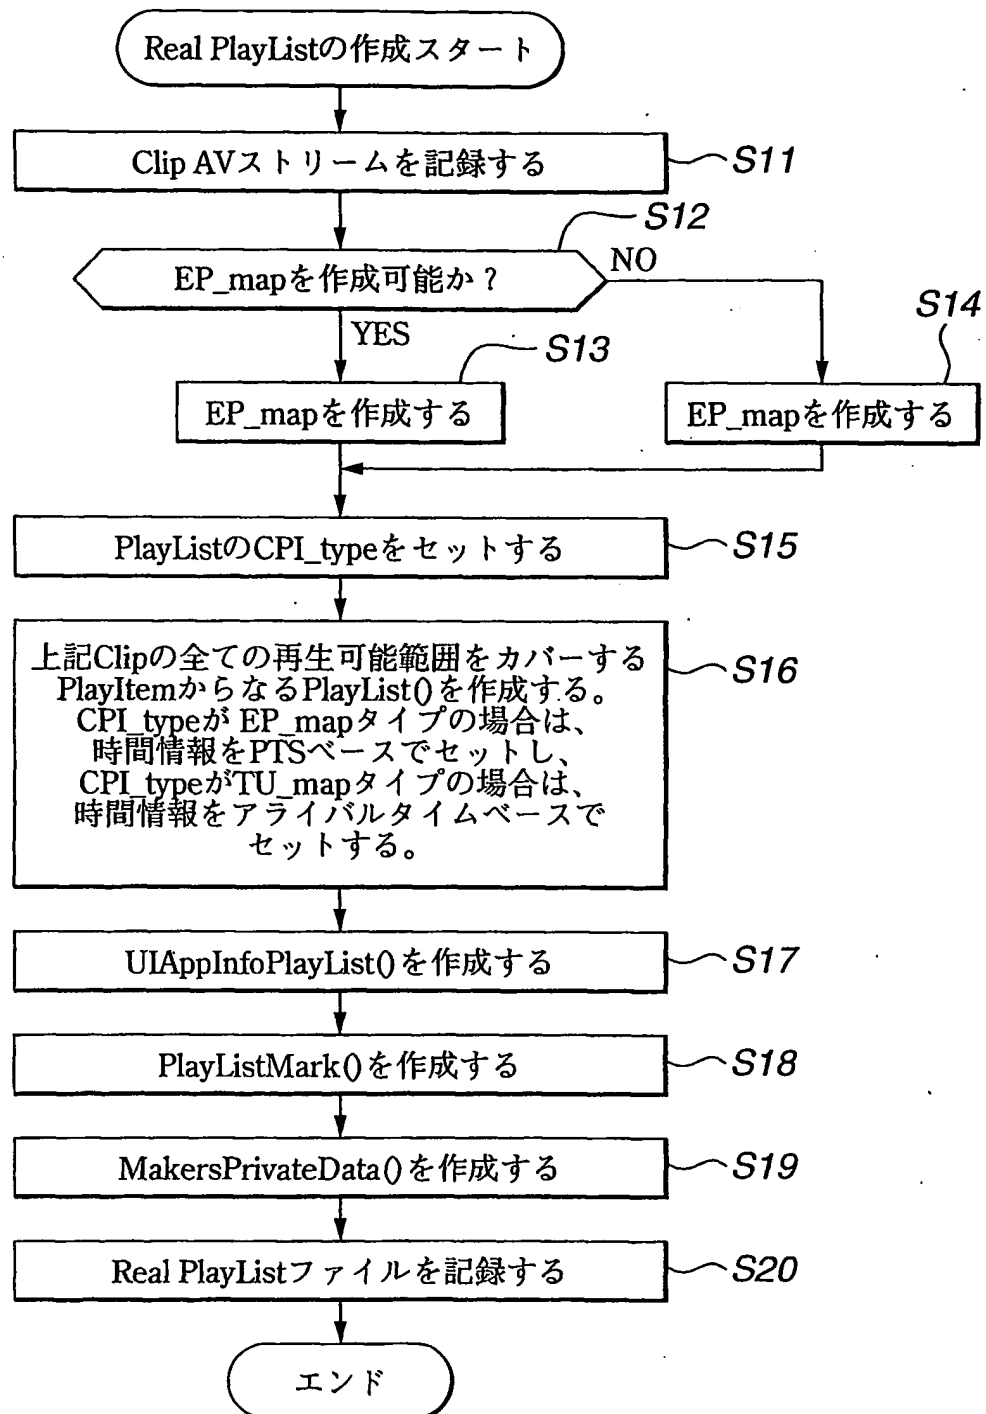 Real PlayListの作成スタート
Clip AVストリームを記録する
S11
S12
EP_mapを作成可能か？
NO
YES
S13
S14
EP_mapを作成する
EP_mapを作成する
PlayListのCPI_typeをセットする
S15
上記Clipの全ての再生可能範囲をカバーする
PlayItemからなるPlayList()を作成する。
CPI_typeが EP_mapタイプの場合は、
時間情報をPTSベースでセットし、
CPI_typeがTU_mapタイプの場合は、
時間情報をアライバルタイムベースで
セットする。
S16
UIAppInfoPlayList()を作成する
S17
PlayListMark()を作成する
S18
MakersPrivateData()を作成する
S19
Real PlayListファイルを記録する
S20
エンド